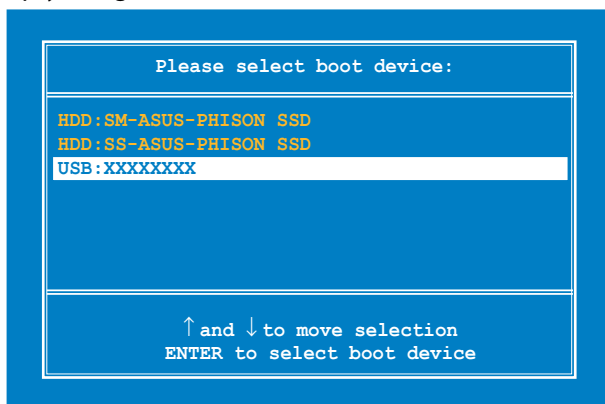 Please select boot device:
HDD:SM-ASUS-PHISON SSD
HDD:SS-ASUS-PHISON SSD
USB:XXXXXXXX
↑ and ↓ to move selection
ENTER to select boot device